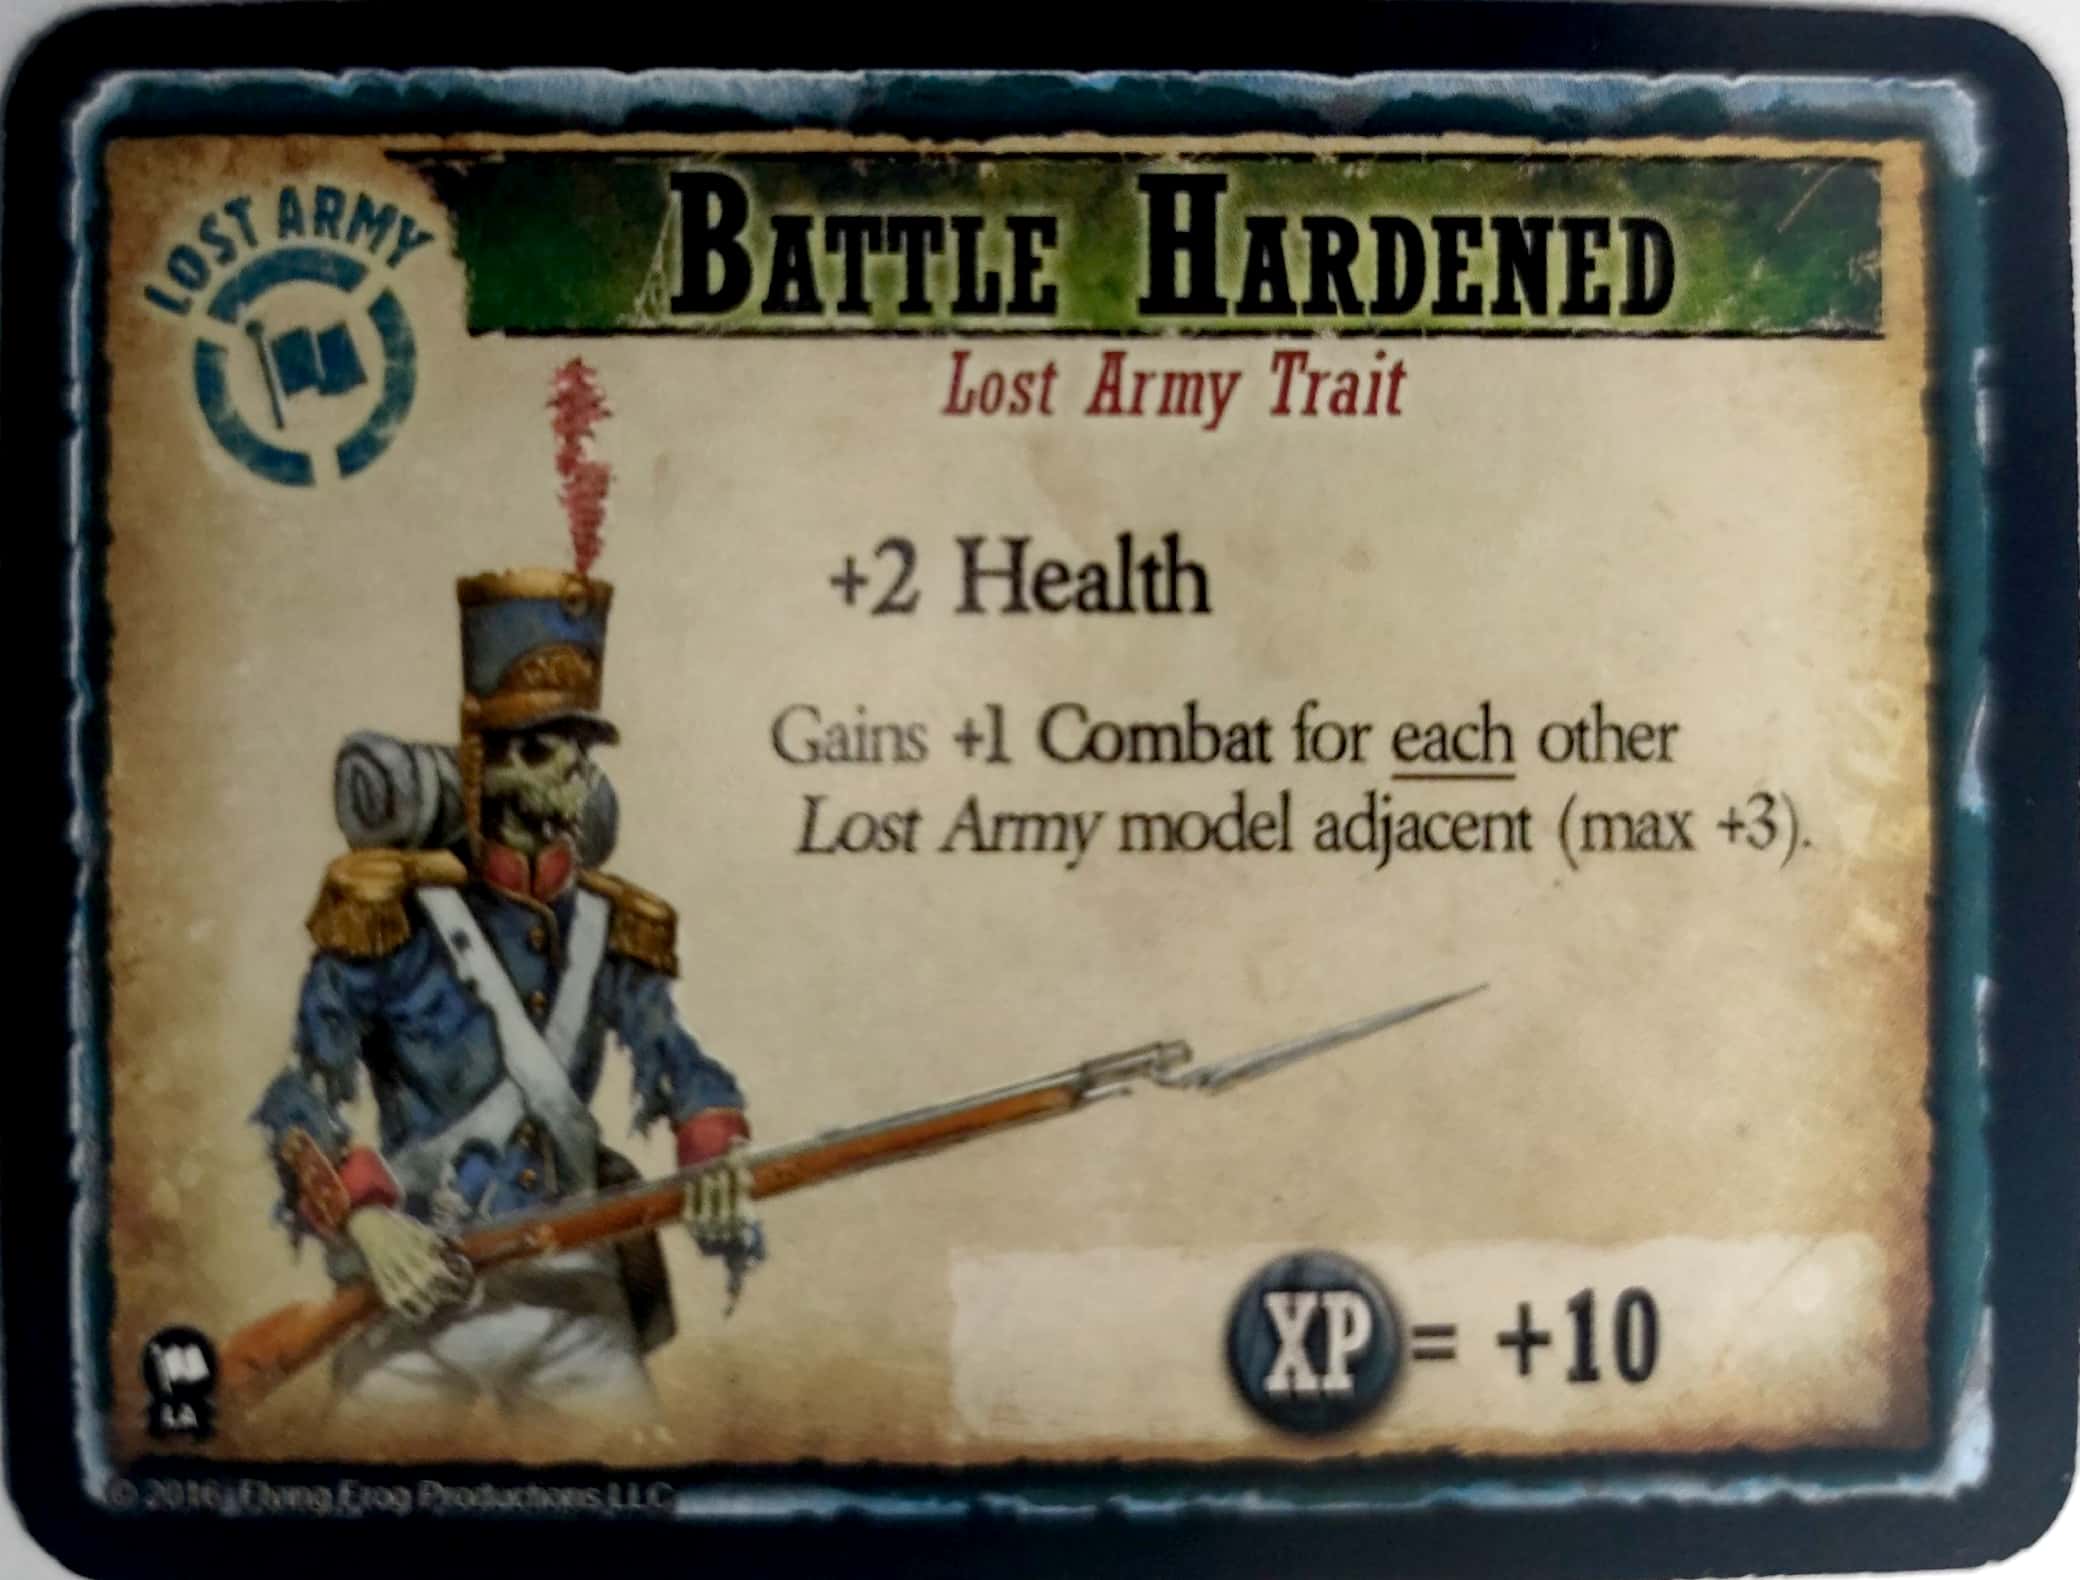 LOST ARMY
BATTLE HARDENED
Lost Army Trait
+2 Health
Gains +1 Combat for each other
Lost Army model adjacent (max +3).
XP = +10
LA
© 2016 Flying Frog Productions LLC